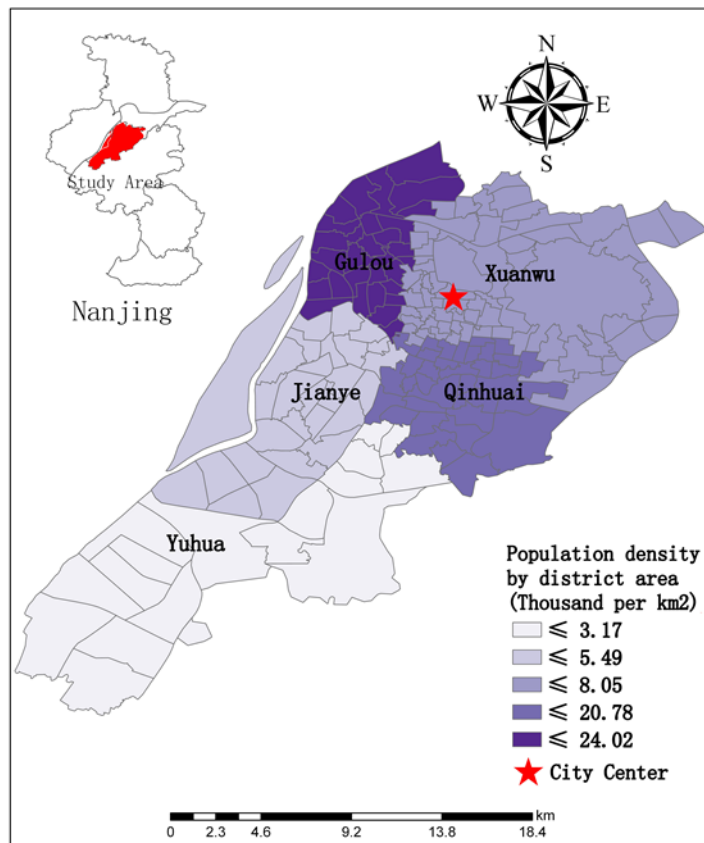 N
W
E
S
Study Area
Nanjing
Gulou
Xuanwu
Jianye
Qinhuai
Yuhua
Population density
by district area
(Thousand per km2)
≤ 3.17
≤ 5.49
≤ 8.05
≤ 20.78
≤ 24.02
City Center
km
0 2.3 4.6 9.2 13.8 18.4